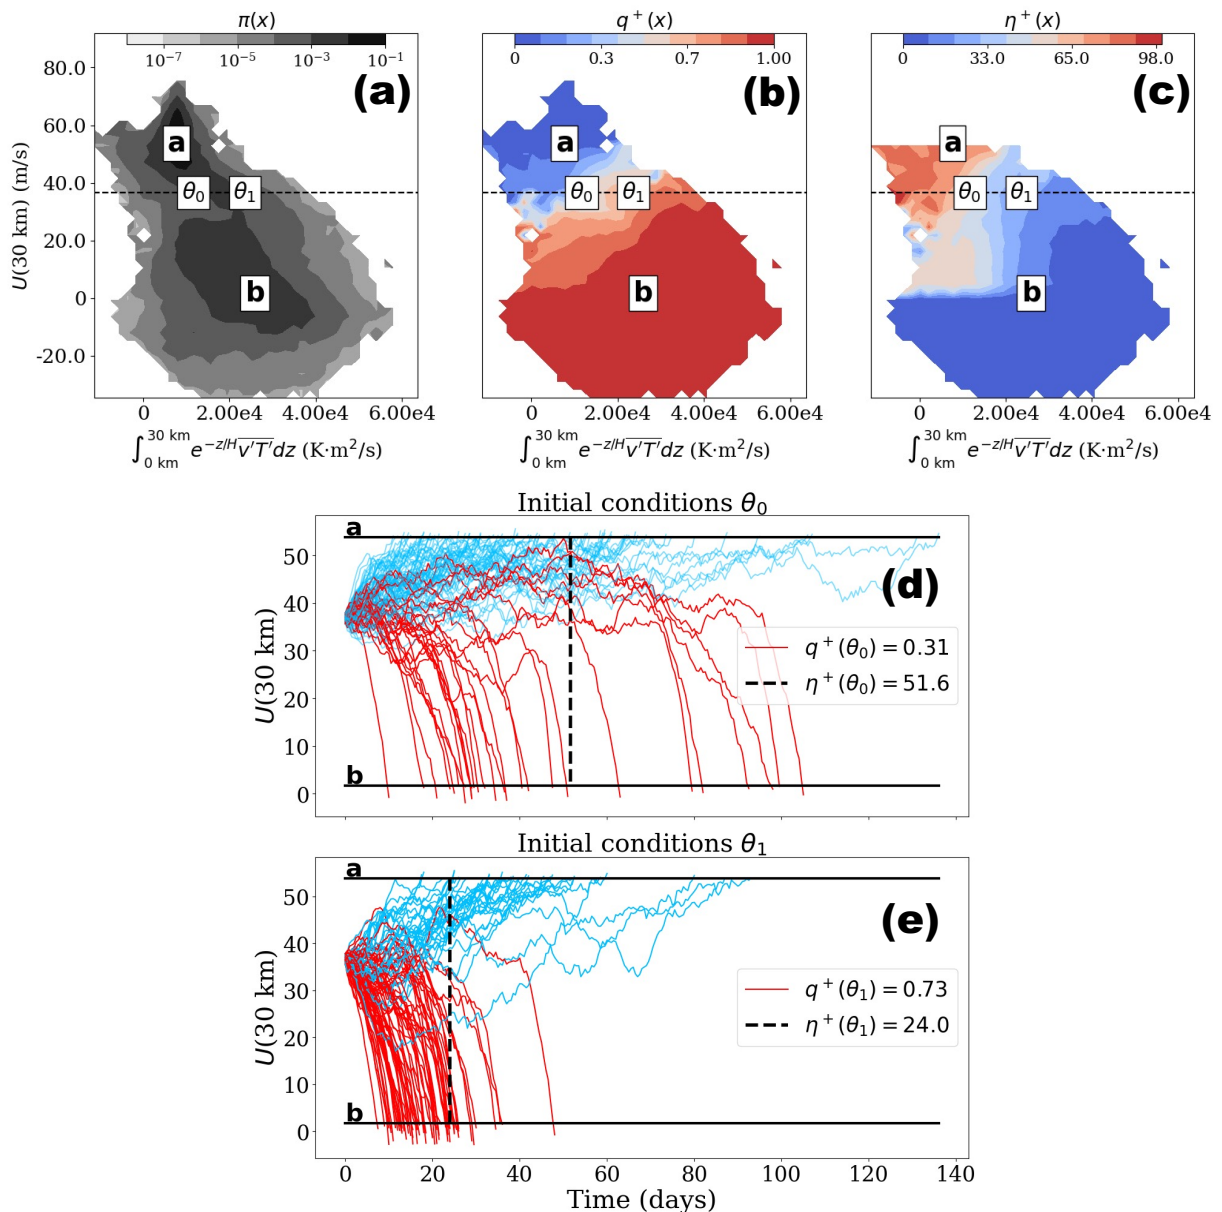 π(x)
10⁻⁷ 10⁻⁵ 10⁻³ 10⁻¹
(a)
U(30 km) (m/s)
80.0
60.0
40.0
20.0
0
-20.0
a
θ₀
θ₁
b
0 2.00e4 4.00e4 6.00e4
∫₀ ₖₘ³⁰ ᵏᵐ e^{-z/H} v′T′ dz (K·m²/s)
q⁺(x)
0 0.3 0.7 1.00
(b)
a
θ₀
θ₁
b
0 2.00e4 4.00e4 6.00e4
∫₀ ₖₘ³⁰ ᵏᵐ e^{-z/H} v′T′ dz (K·m²/s)
η⁺(x)
0 33.0 65.0 98.0
(c)
a
θ₀
θ₁
b
0 2.00e4 4.00e4 6.00e4
∫₀ ₖₘ³⁰ ᵏᵐ e^{-z/H} v′T′ dz (K·m²/s)
Initial conditions θ₀
a
(d)
U(30 km)
50
40
30
20
10
0
q⁺(θ₀) = 0.31
η⁺(θ₀) = 51.6
b
Initial conditions θ₁
a
(e)
U(30 km)
50
40
30
20
10
0
q⁺(θ₁) = 0.73
η⁺(θ₁) = 24.0
b
0 20 40 60 80 100 120 140
Time (days)